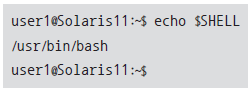 user1@Solaris11:~$ echo $SHELL
/usr/bin/bash
user1@Solaris11:~$